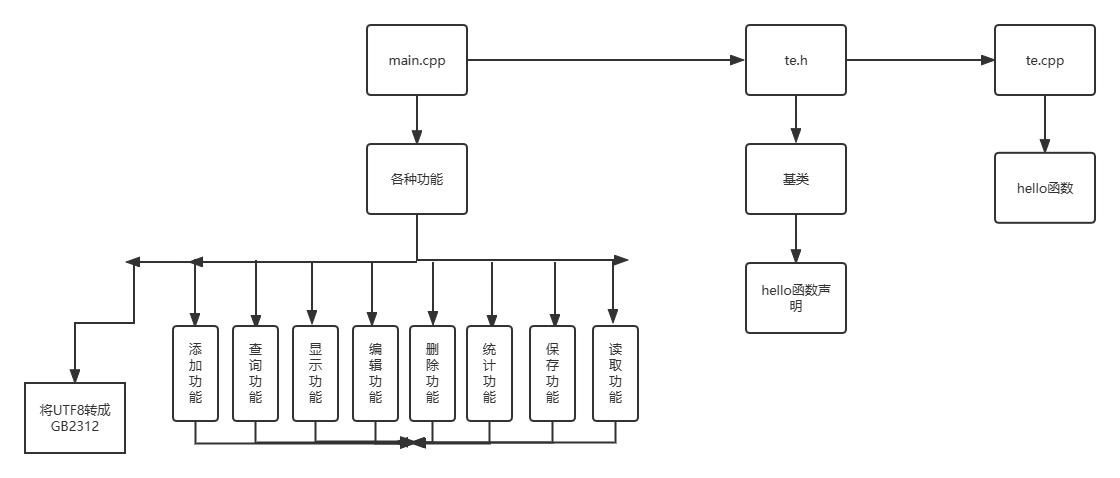 main.cpp
te.h
te.cpp
各种功能
基类
hello函数
hello函数声
明
添加功能
查询功能
显示功能
编辑功能
删除功能
统计功能
保存功能
读取功能
将UTF8转成
GB2312